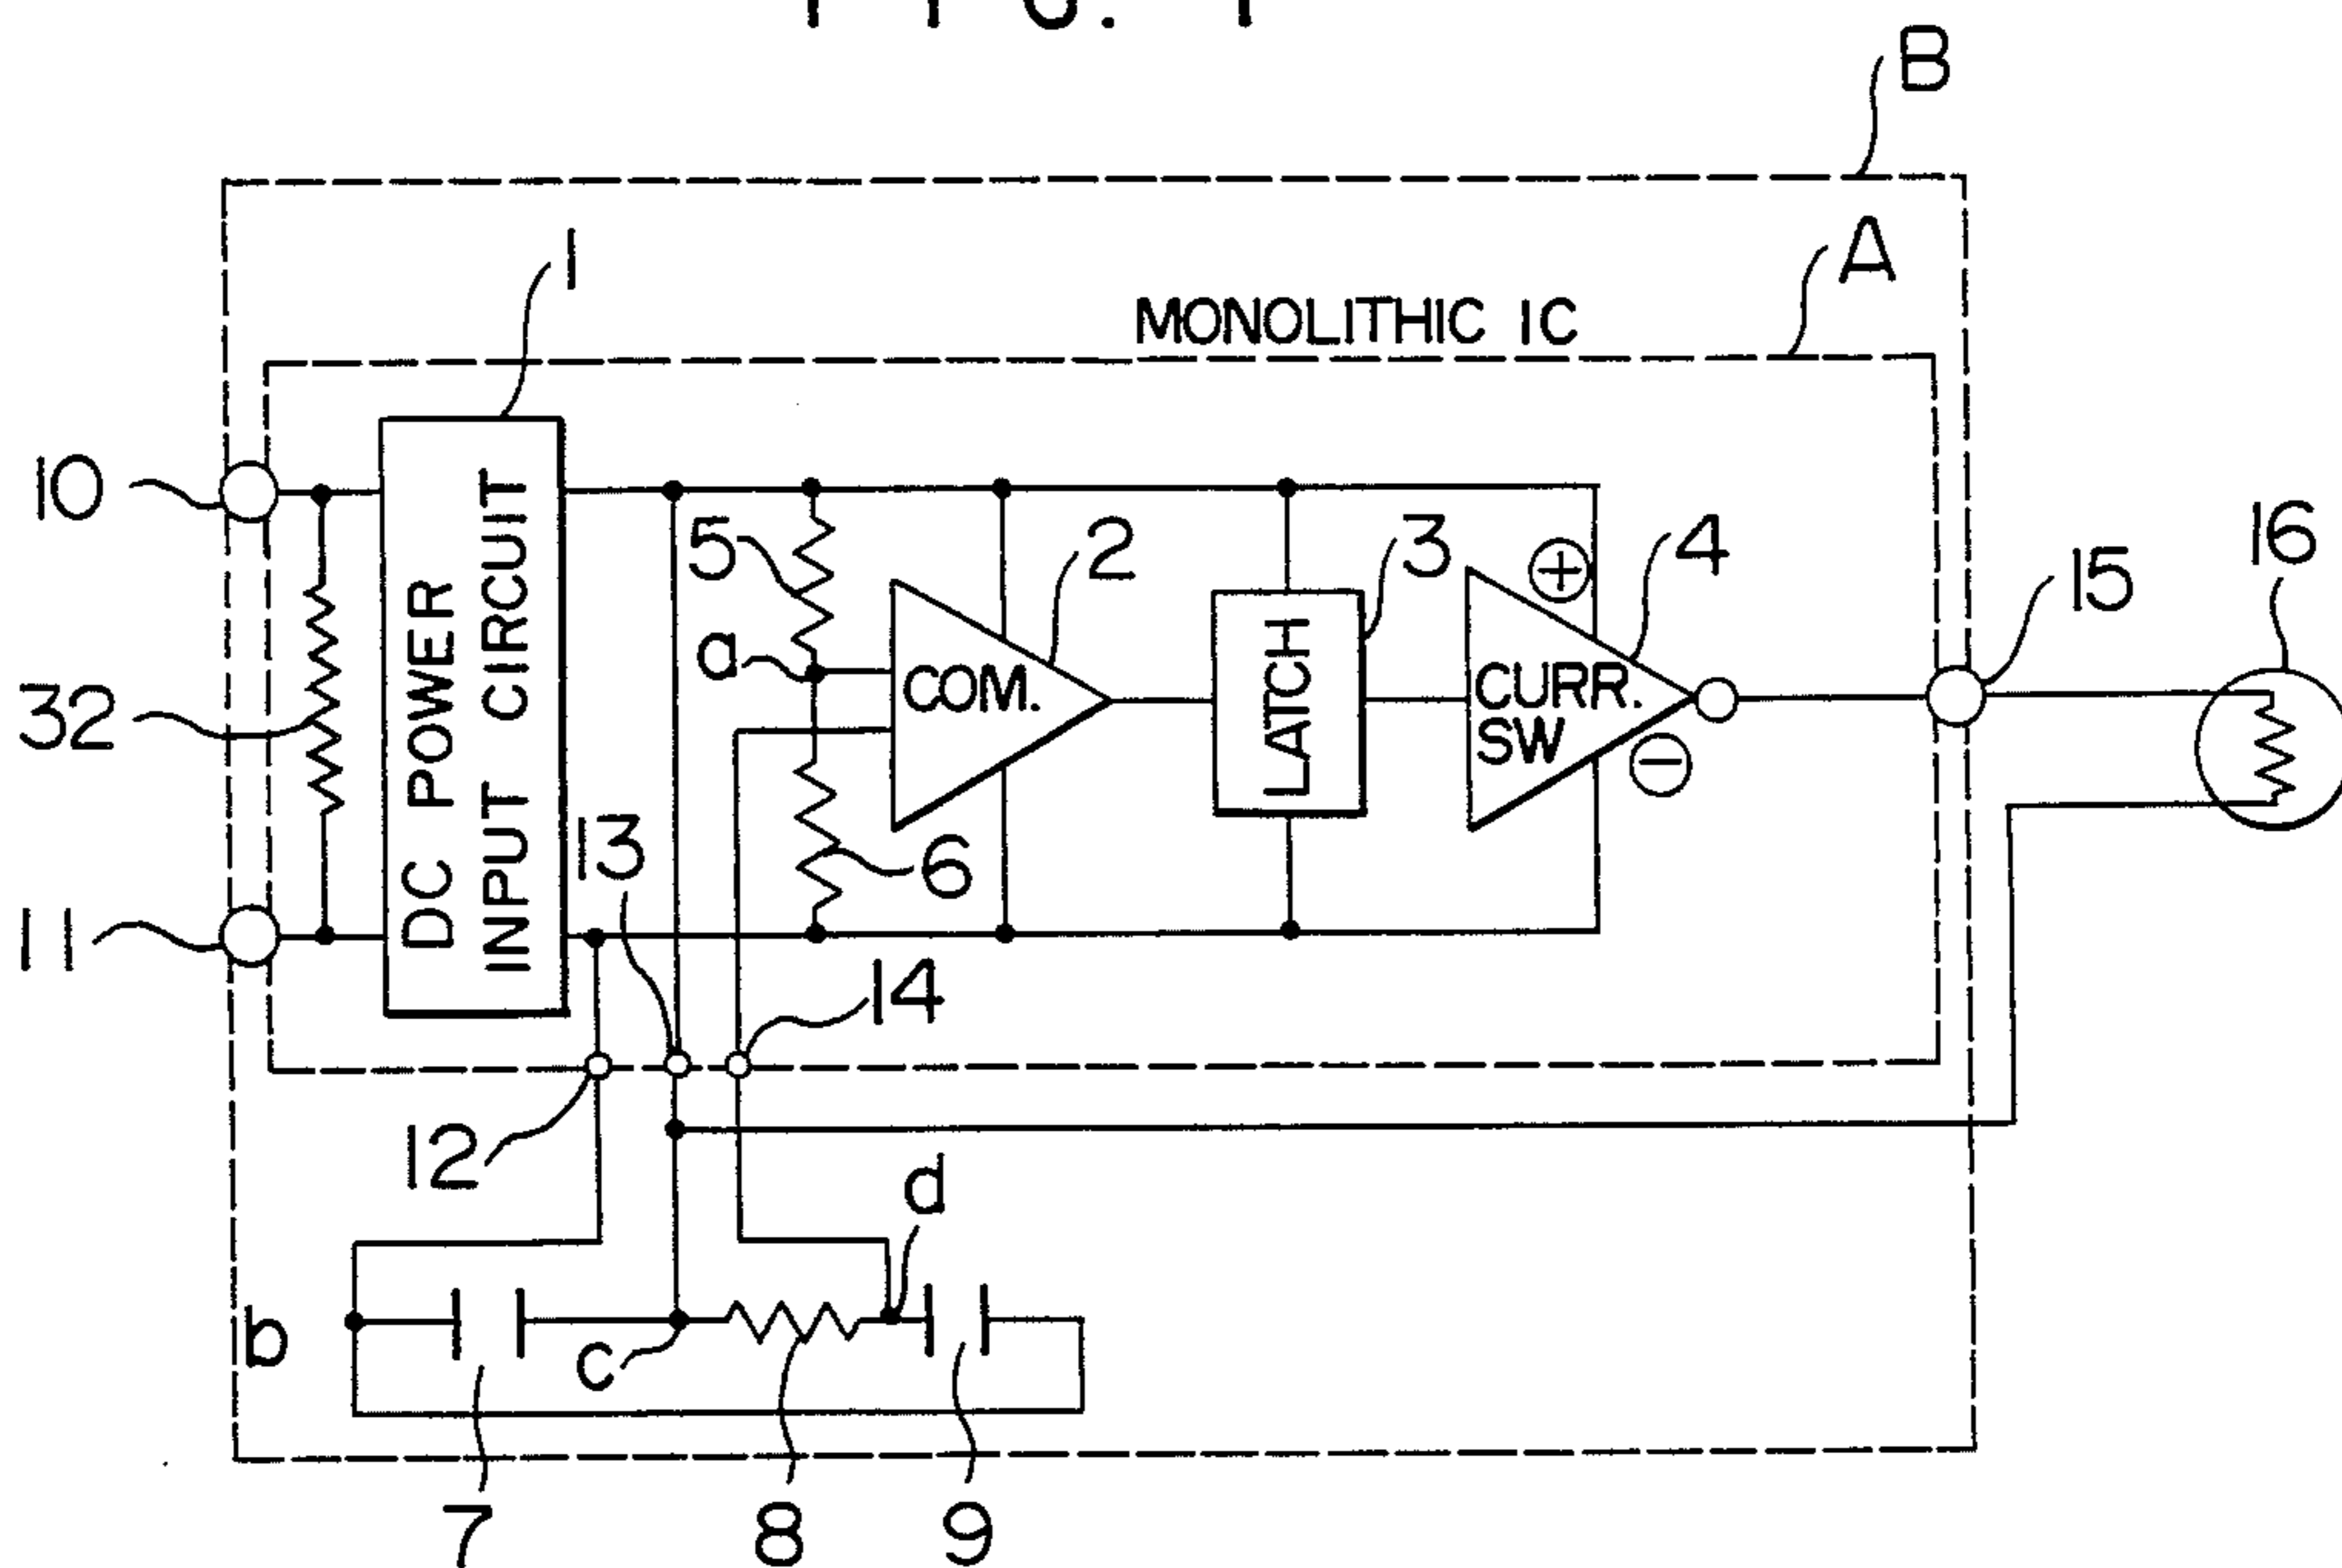 B
A
1
MONOLITHIC IC
10
5
2
3
4
15
16
⊕
a
COM.
LATCH
CURR.
SW
⊖
32
DC POWER
INPUT CIRCUIT
13
6
11
14
12
d
b
c
7
8
9